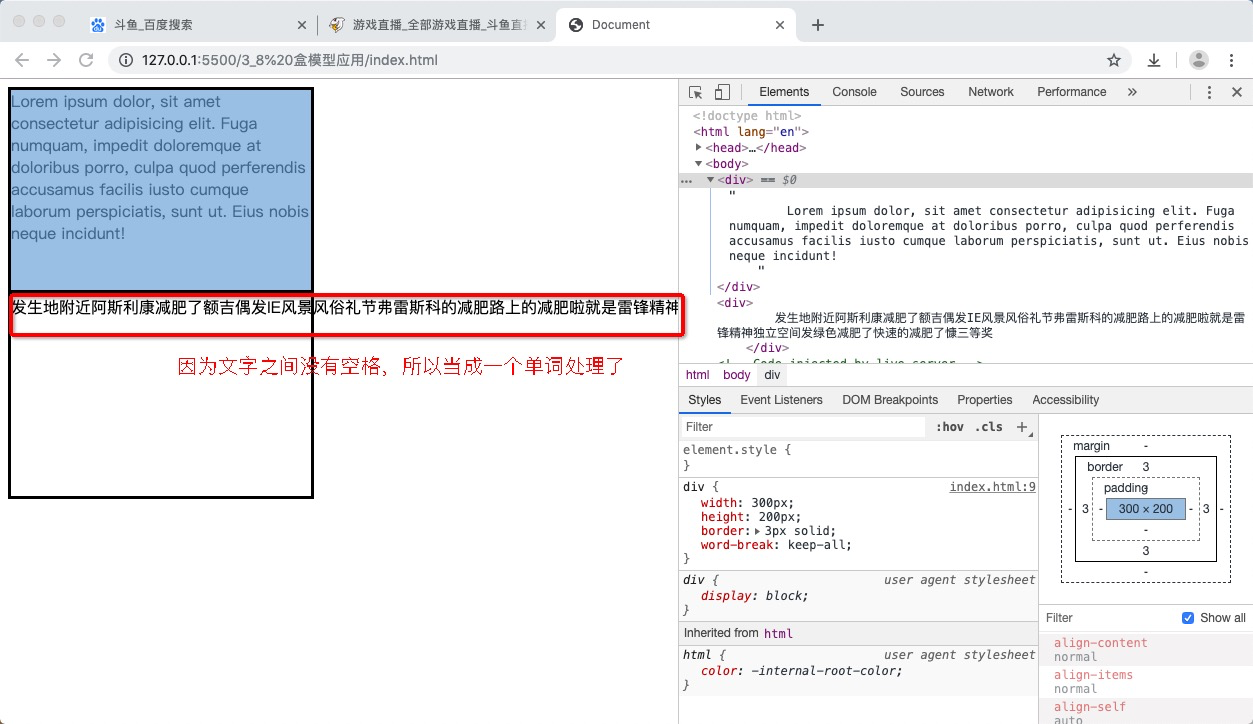 斗鱼_百度搜索
游戏直播_全部游戏直播_斗鱼直
Document
127.0.0.1:5500/3_8%20盒模型应用/index.html
Lorem ipsum dolor, sit amet
consectetur adipisicing elit. Fuga
numquam, impedit doloremque at
doloribus porro, culpa quod perferendis
accusamus facilis iusto cumque
laborum perspiciatis, sunt ut. Eius nobis
neque incidunt!
发生地附近阿斯利康减肥了额吉偶发IE风景风俗礼节弗雷斯科的减肥路上的减肥啦就是雷锋精神
因为文字之间没有空格，所以当成一个单词处理了
Elements Console Sources Network Performance »
<!doctype html>
<html lang="en">
<head>…</head>
<body>
<div> == $0
"
Lorem ipsum dolor, sit amet consectetur adipisicing elit. Fuga
numquam, impedit doloremque at doloribus porro, culpa quod perferendis
accusamus facilis iusto cumque laborum perspiciatis, sunt ut. Eius nobis
neque incidunt!
"
</div>
<div>
发生地附近阿斯利康减肥了额吉偶发IE风景风俗礼节弗雷斯科的减肥路上的减肥啦就是雷
锋精神独立空间发绿色减肥了快速的减肥了慷三等奖
</div>
<!-- Code injected by live-server -->
html body div
Styles Event Listeners DOM Breakpoints Properties Accessibility
Filter :hov .cls +
element.style {
}
div { index.html:9
width: 300px;
height: 200px;
border: 3px solid;
word-break: keep-all;
}
div { user agent stylesheet
display: block;
}
Inherited from html
html { user agent stylesheet
color: -internal-root-color;
}
margin -
border 3
padding -
- 3 - 300 × 200 - 3 -
-
3
-
Filter Show all
align-content
normal
align-items
normal
align-self
auto